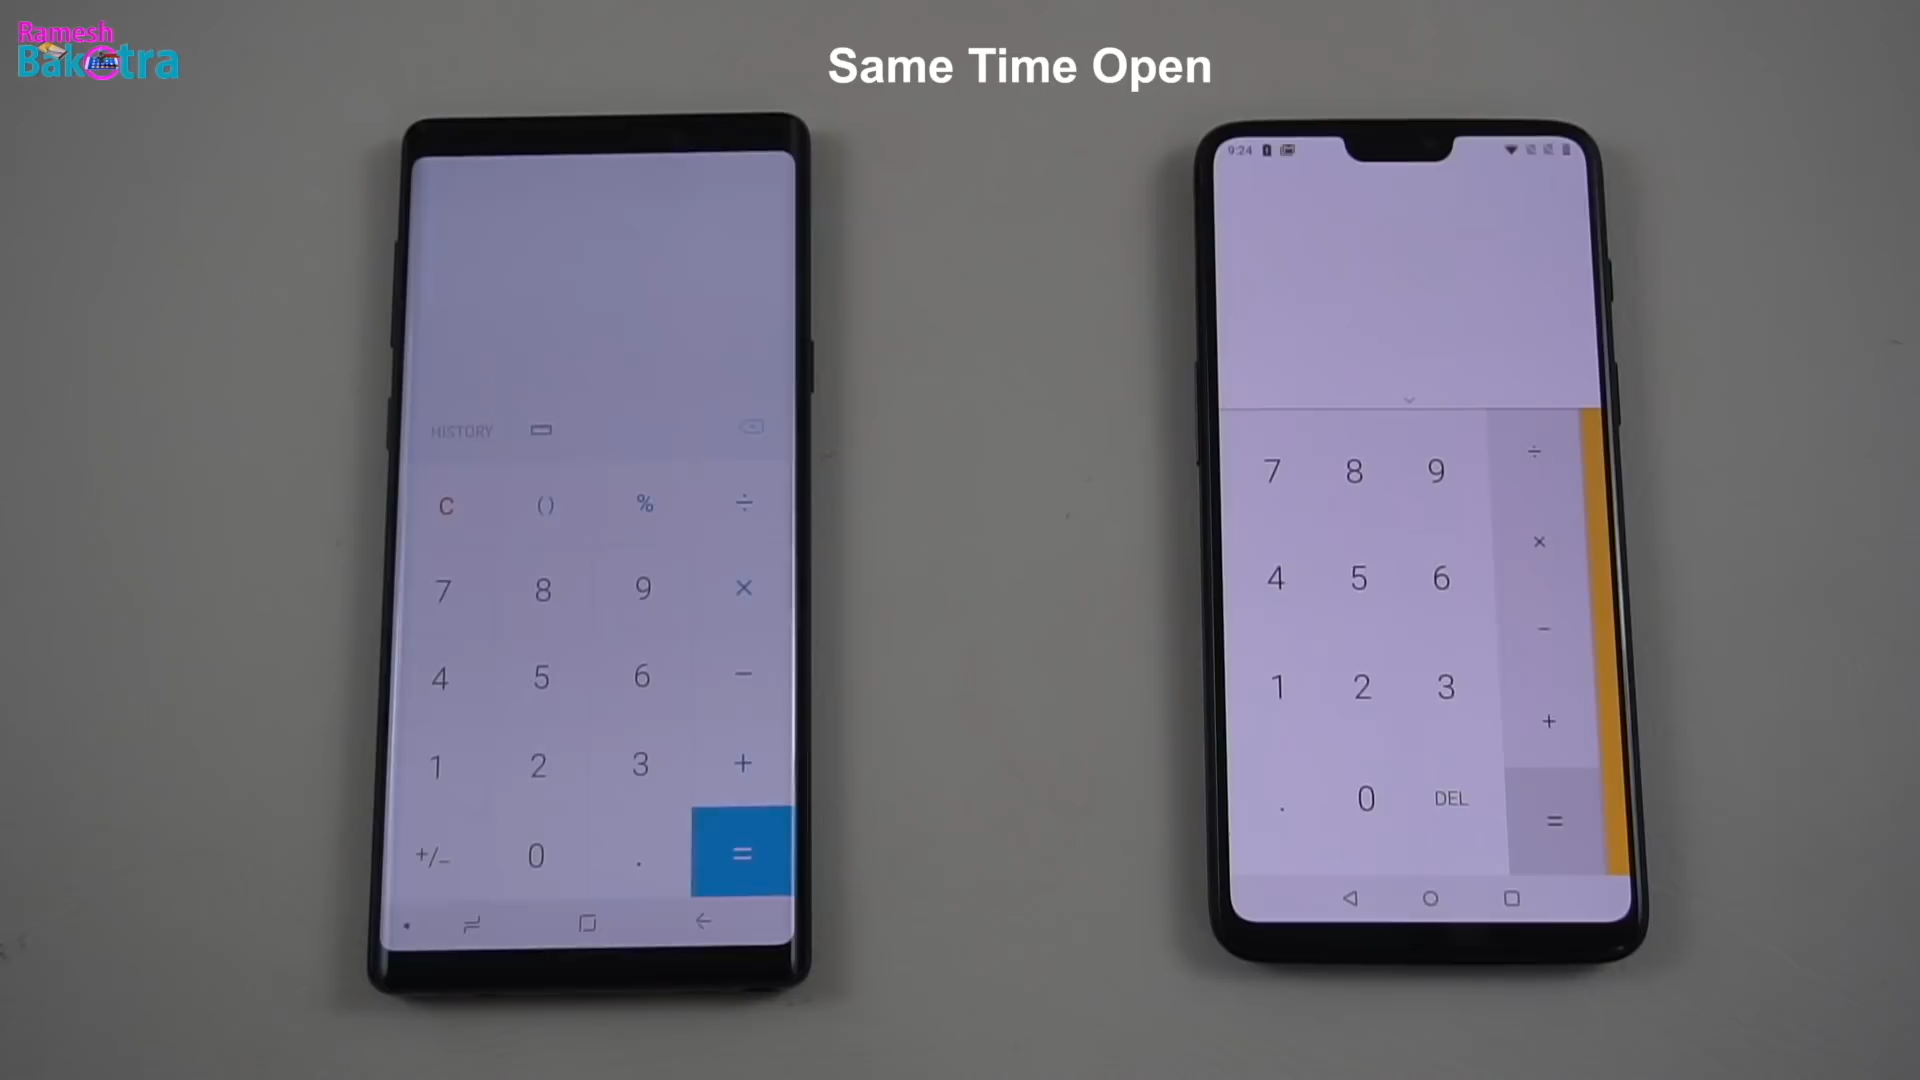 Ramesh
Bakotra
Same Time Open
HISTORY
C () % ÷
7 8 9 ×
4 5 6 −
1 2 3 +
+/− 0 . =
9:24
7 8 9 ÷
4 5 6 ×
−
1 2 3 +
. 0 DEL =